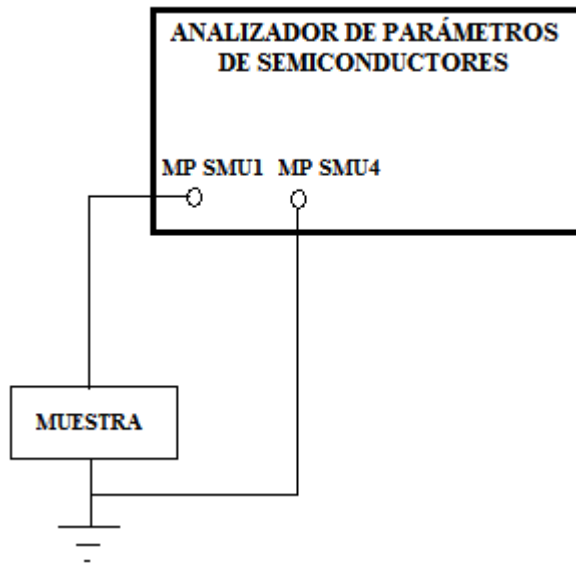 ANALIZADOR DE PARÁMETROS
DE SEMICONDUCTORES
MP SMU1 MP SMU4
MUESTRA